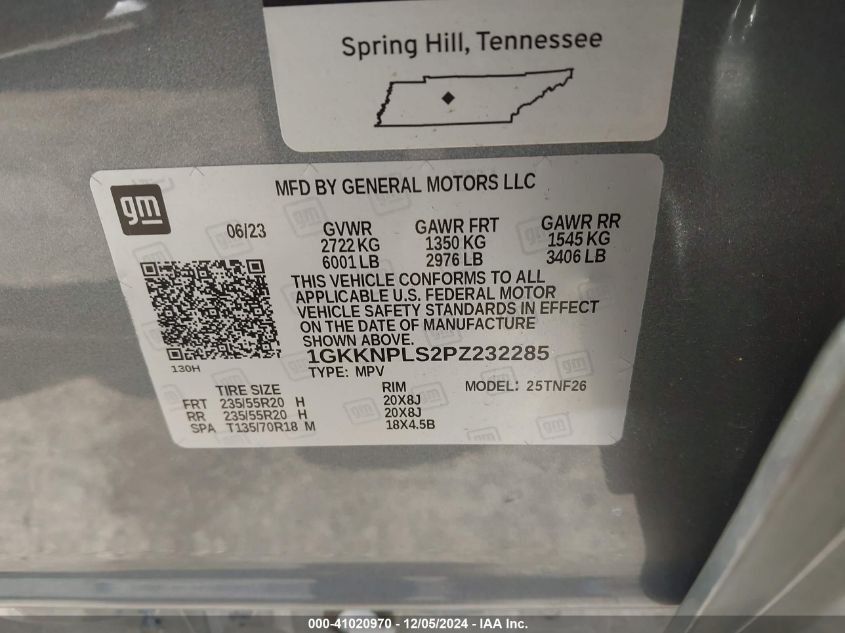 Spring Hill, Tennessee
gm
MFD BY GENERAL MOTORS LLC
06/23 GVWR GAWR FRT GAWR RR
2722 KG 1350 KG 1545 KG
6001 LB 2976 LB 3406 LB
THIS VEHICLE CONFORMS TO ALL
APPLICABLE U.S. FEDERAL MOTOR
VEHICLE SAFETY STANDARDS IN EFFECT
ON THE DATE OF MANUFACTURE
SHOWN ABOVE.
1GKKNPLS2PZ232285
130H
TYPE: MPV
TIRE SIZE RIM MODEL: 25TNF26
FRT 235/55R20 H 20X8J
RR 235/55R20 H 20X8J
SPA T135/70R18 M 18X4.5B
000-41020970 - 12/05/2024 - IAA Inc.